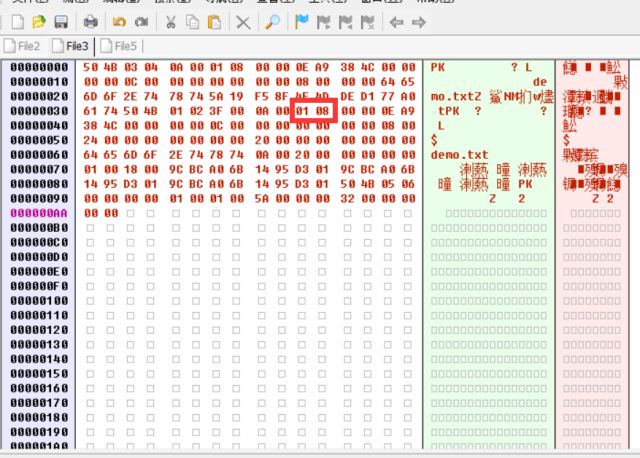 File2 File3 File5
00000000 50 4B 03 04 0A 00 01 08 00 00 0E A9 38 4C 00 00 PK ? L
00000010 00 00 0C 00 00 00 00 00 00 00 08 00 00 00 64 65 de
00000020 6D 6F 2E 74 78 74 5A 19 F5 8F 4E 4D DE D1 77 A0 mo.txtZ
00000030 61 74 50 4B 01 02 3F 00 0A 00 01 08 00 00 0E A9 tPK ? ?
00000040 38 4C 00 00 00 00 0C 00 00 00 00 00 00 00 08 00 L
00000050 24 00 00 00 00 00 00 00 20 00 00 00 00 00 00 00 $ $
00000060 64 65 6D 6F 2E 74 78 74 0A 00 20 00 00 00 00 00 demo.txt
00000070 01 00 18 00 9C BC A0 6B 14 95 D3 01 9C BC A0 6B
00000080 14 95 D3 01 9C BC A0 6B 14 95 D3 01 50 4B 05 06 PK
00000090 00 00 00 00 01 00 01 00 5A 00 00 00 32 00 00 00 Z 2 Z 2
000000AA 00 00
000000B0
000000C0
000000D0
000000E0
000000F0
00000100
00000110
00000120
00000130
00000140
00000150
00000160
00000170
00000180
00000190
000001A0